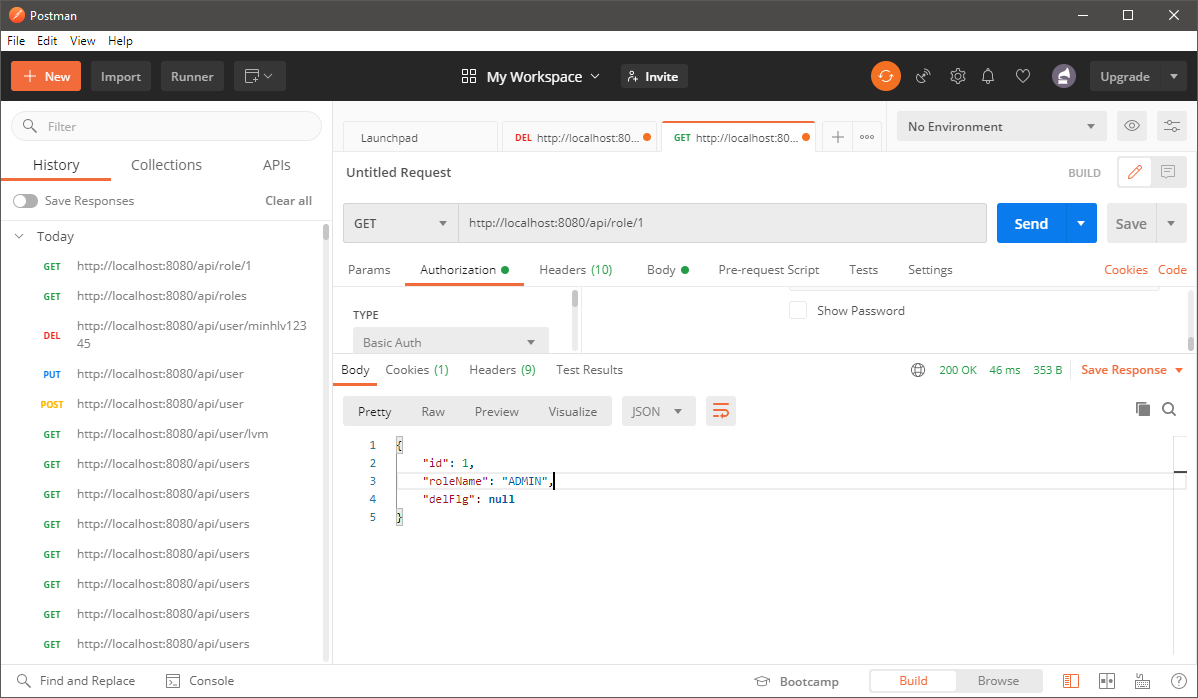 Postman
File Edit View Help
New Import Runner My Workspace Invite Upgrade
Filter
History Collections APIs
Save Responses Clear all
Today
GET http://localhost:8080/api/role/1
GET http://localhost:8080/api/roles
DEL http://localhost:8080/api/user/minhlv123
45
PUT http://localhost:8080/api/user
POST http://localhost:8080/api/user
GET http://localhost:8080/api/user/lvm
GET http://localhost:8080/api/users
GET http://localhost:8080/api/users
GET http://localhost:8080/api/users
GET http://localhost:8080/api/users
GET http://localhost:8080/api/users
GET http://localhost:8080/api/users
GET http://localhost:8080/api/users
Launchpad DEL http://localhost:80... GET http://localhost:80... No Environment
Untitled Request BUILD
GET http://localhost:8080/api/role/1 Send Save
Params Authorization Headers (10) Body Pre-request Script Tests Settings Cookies Code
TYPE
Basic Auth
Show Password
Body Cookies (1) Headers (9) Test Results 200 OK 46 ms 353 B Save Response
Pretty Raw Preview Visualize JSON
1 {
2 "id": 1,
3 "roleName": "ADMIN",
4 "delFlg": null
5 }
Find and Replace Console Bootcamp Build Browse